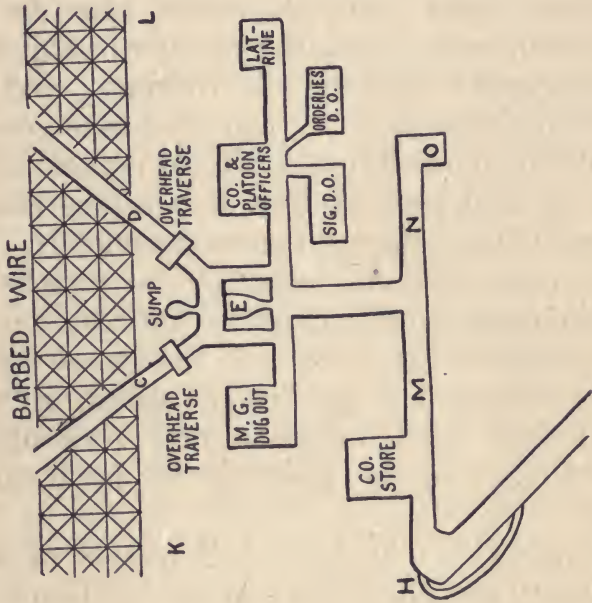 BARBED WIRE
L
K
C
D
SUMP
OVERHEAD
TRAVERSE
OVERHEAD
TRAVERSE
E
M. G.
DUG OUT
CO. &
PLATOON
OFFICERS
LAT-
RINE
ORDERLIES
D. O.
SIG. D.O.
CO.
STORE
M
N
O
H